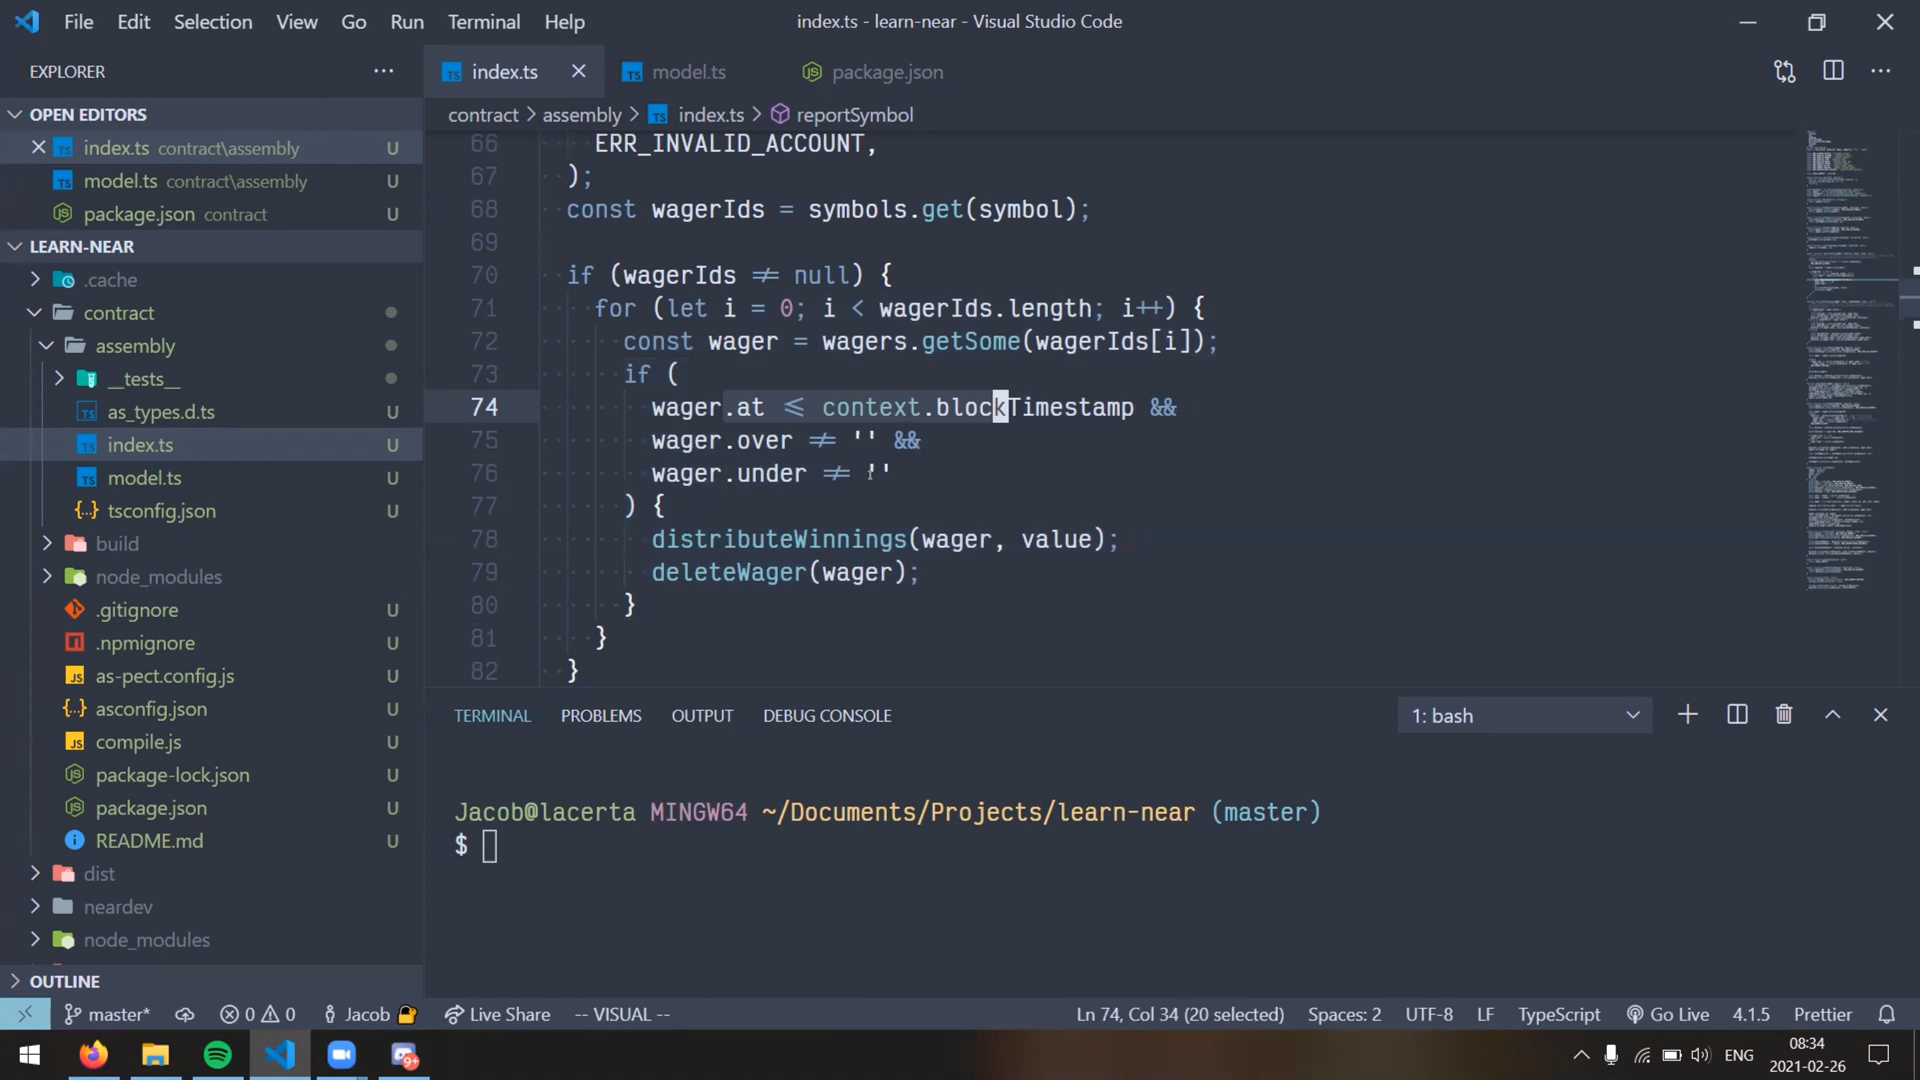 File Edit Selection View Go Run Terminal Help
index.ts - learn-near - Visual Studio Code
EXPLORER
OPEN EDITORS
index.ts contract\assembly U
model.ts contract\assembly U
package.json contract U
LEARN-NEAR
.cache
contract
assembly
__tests__
as_types.d.ts U
index.ts U
model.ts U
tsconfig.json U
build
node_modules
.gitignore U
.npmignore U
as-pect.config.js U
asconfig.json U
compile.js U
package-lock.json U
package.json U
README.md U
dist
neardev
node_modules
OUTLINE
index.ts model.ts package.json
contract > assembly > index.ts > reportSymbol
66 ERR_INVALID_ACCOUNT,
67 );
68 const wagerIds = symbols.get(symbol);
69
70 if (wagerIds ≠ null) {
71 for (let i = 0; i < wagerIds.length; i++) {
72 const wager = wagers.getSome(wagerIds[i]);
73 if (
74 wager.at ⩽ context.blockTimestamp &&
75 wager.over ≠ '' &&
76 wager.under ≠ ''
77 ) {
78 distributeWinnings(wager, value);
79 deleteWager(wager);
80 }
81 }
82 }
TERMINAL PROBLEMS OUTPUT DEBUG CONSOLE
1: bash
Jacob@lacerta MINGW64 ~/Documents/Projects/learn-near (master)
$
master* 0 0 Jacob Live Share -- VISUAL -- Ln 74, Col 34 (20 selected) Spaces: 2 UTF-8 LF TypeScript Go Live 4.1.5 Prettier
9+
ENG
08:34
2021-02-26